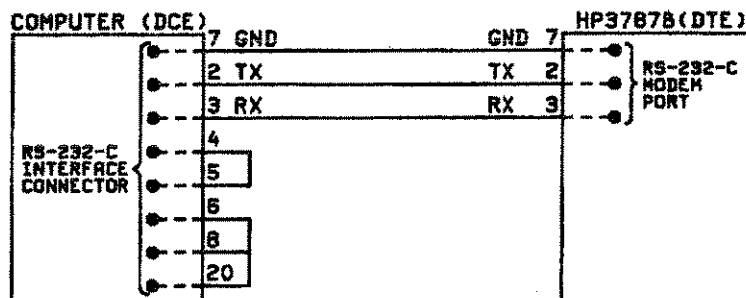 COMPUTER (DCE)
HP37878(DTE)
7 GND
GND 7
2 TX
TX 2
3 RX
RX 3
RS-232-C
MODEM
PORT
4
RS-232-C
INTERFACE
CONNECTOR
5
6
8
20